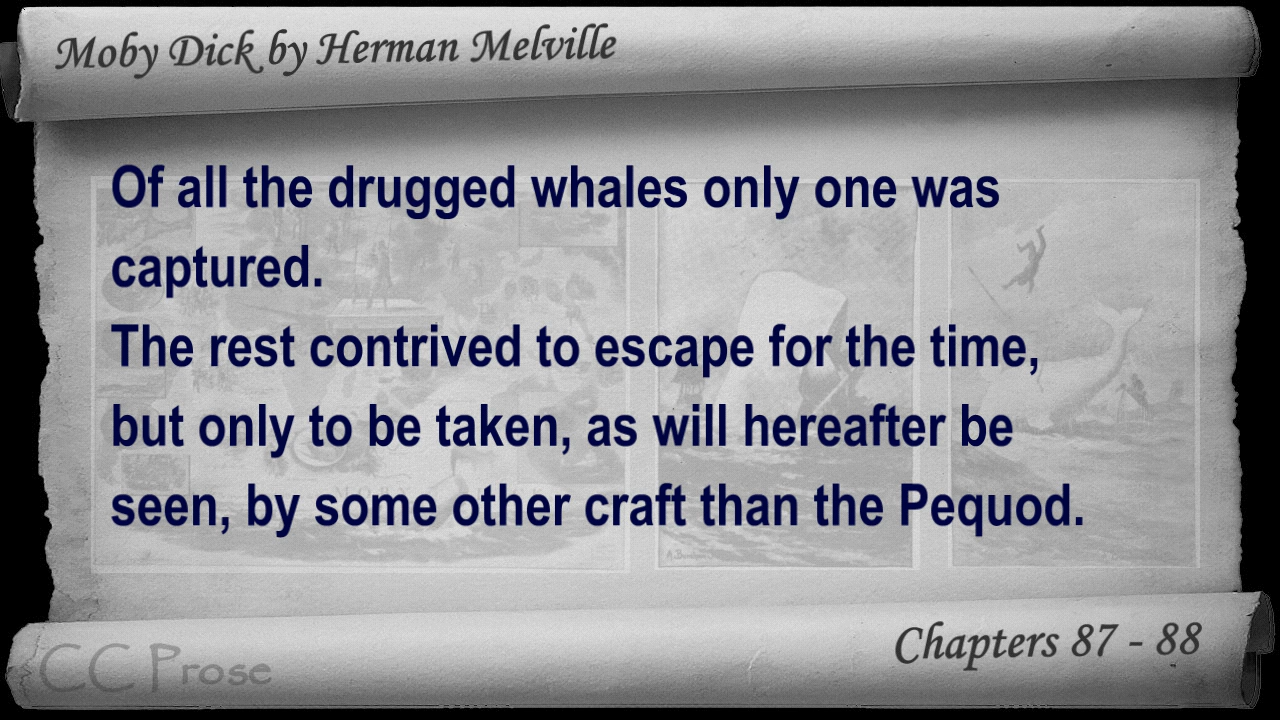 Moby Dick by Herman Melville
Of all the drugged whales only one was
captured.
The rest contrived to escape for the time,
but only to be taken, as will hereafter be
seen, by some other craft than the Pequod.
Chapters 87 - 88
CC Prose